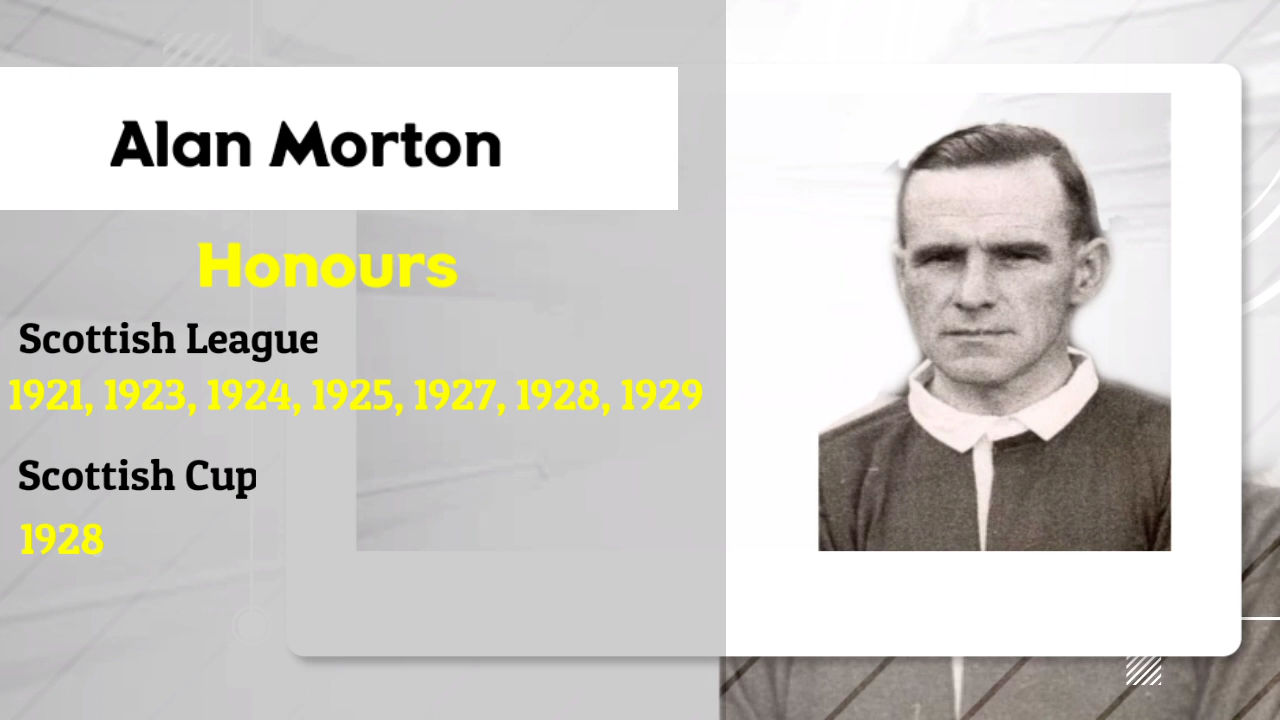 Alan Morton
Honours
Scottish League
1921, 1923, 1924, 1925, 1927, 1928, 1929
Scottish Cup
1928